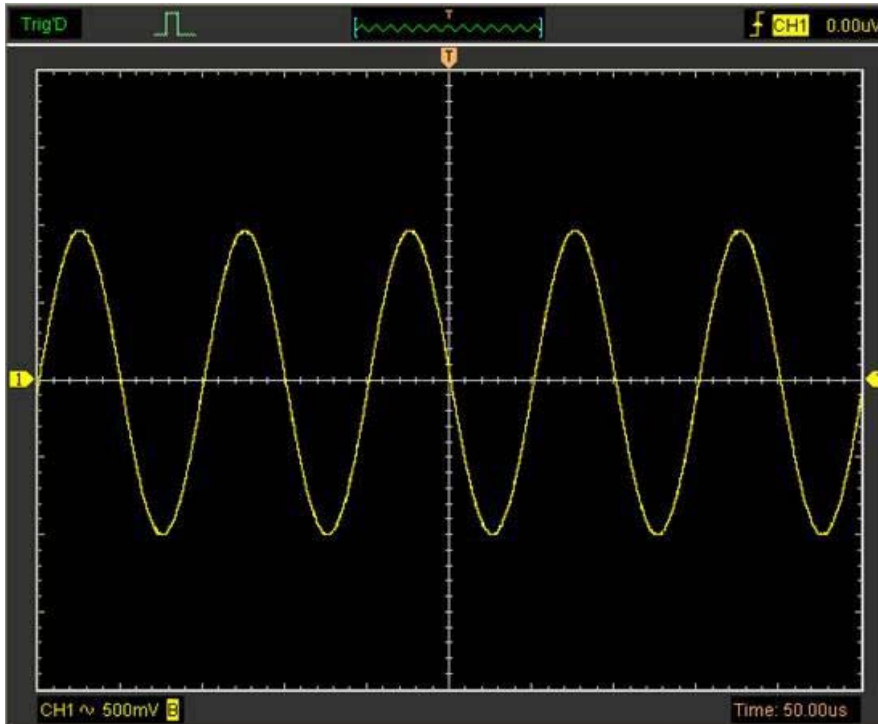 Trig'D
T
CH1 0.00uV
T
1
CH1 ∿ 500mV B
Time: 50.00us